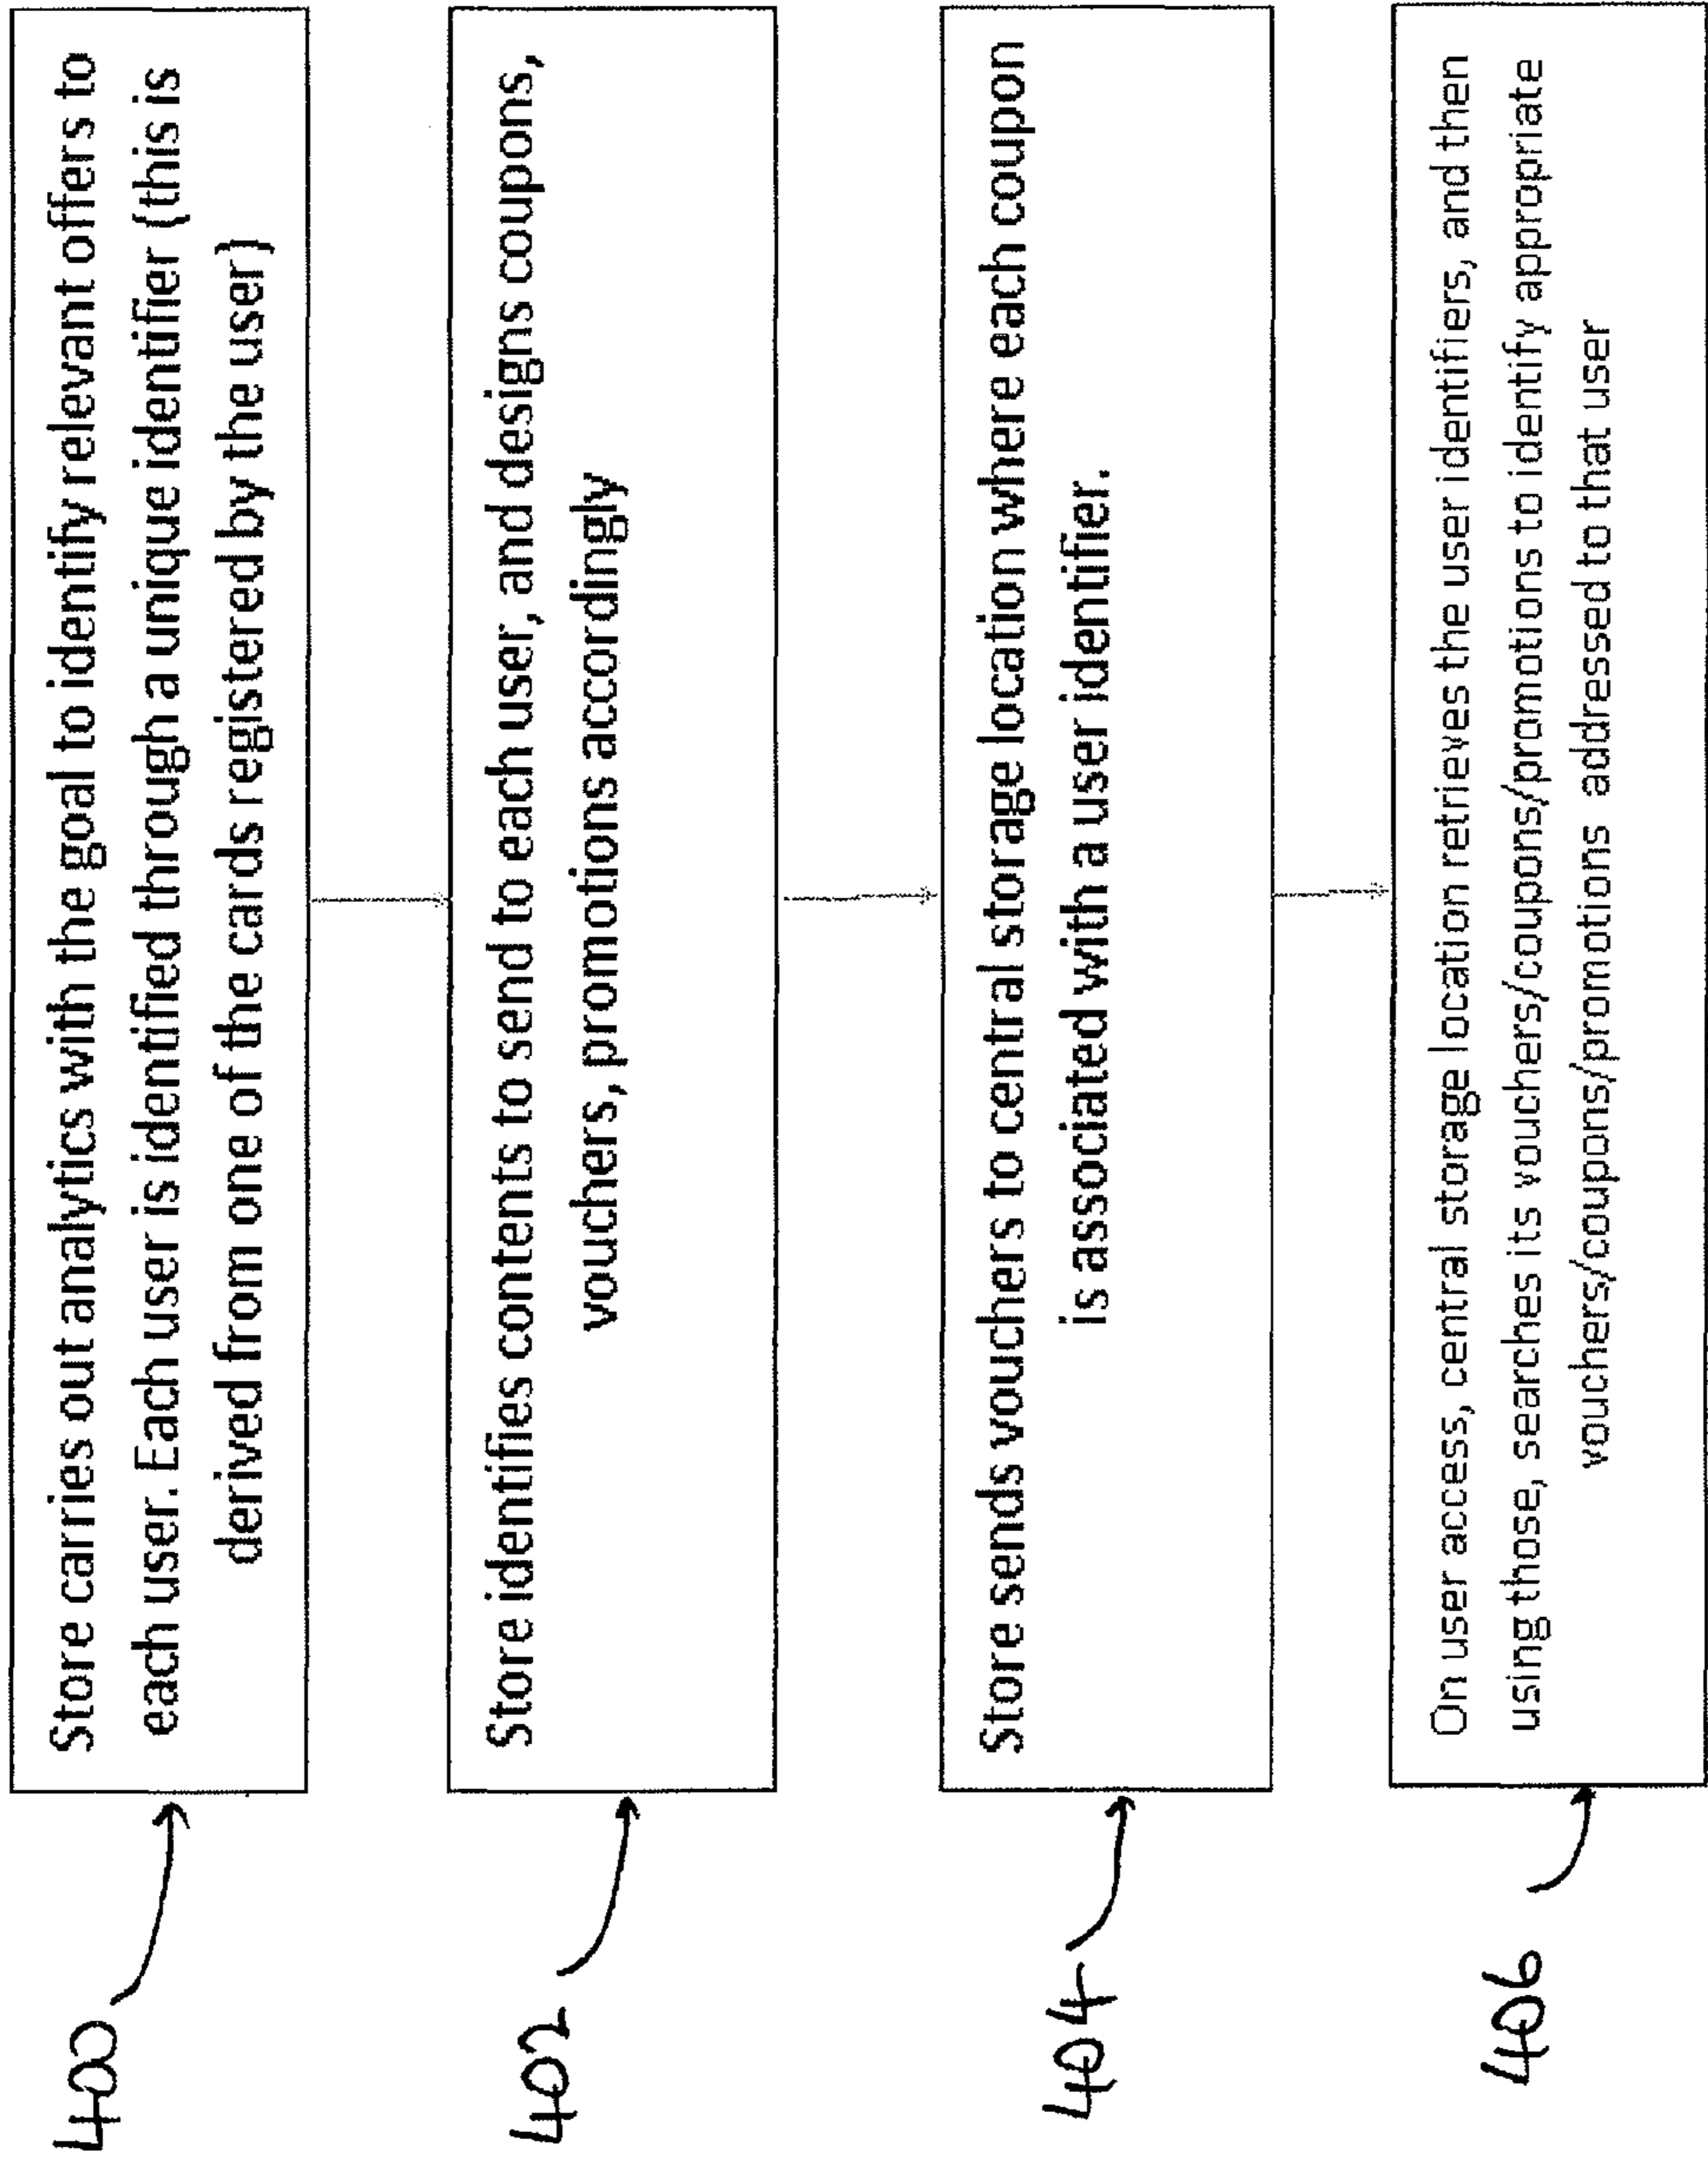 400
Store carries out analytics with the goal to identify relevant offers to
each user. Each user is identified through a unique identifier (this is
derived from one of the cards registered by the user)
402
Store identifies contents to send to each user, and designs coupons,
vouchers, promotions accordingly
404
Store sends vouchers to central storage location where each coupon
is associated with a user identifier.
406
On user access, central storage location retrieves the user identifiers, and then
using those, searches its vouchers/coupons/promotions to identify appropriate
vouchers/coupons/promotions addressed to that user